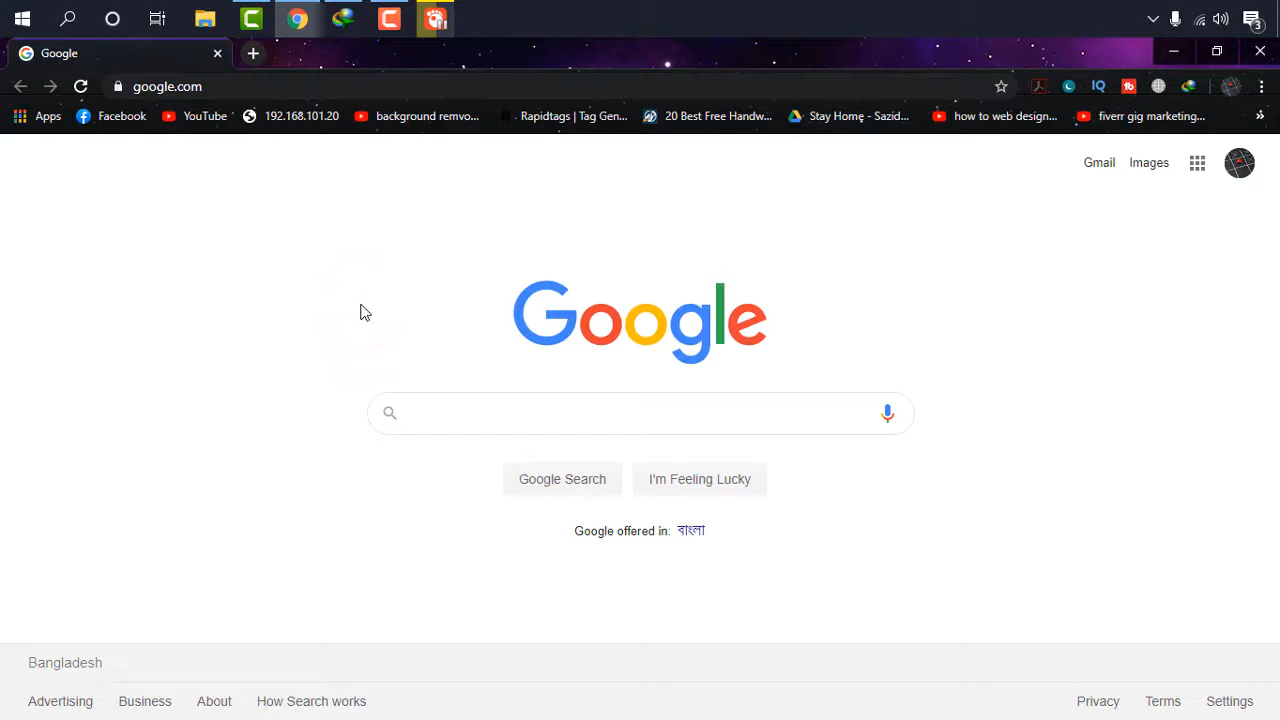 3
Google
google.com
Apps Facebook YouTube 192.168.101.20 background remvo... Rapidtags | Tag Gen... 20 Best Free Handw... Stay Home - Sazid... how to web design... fiverr gig marketing... »
Gmail Images
Google
Google Search I'm Feeling Lucky
Google offered in: বাংলা
Bangladesh
Advertising Business About How Search works Privacy Terms Settings